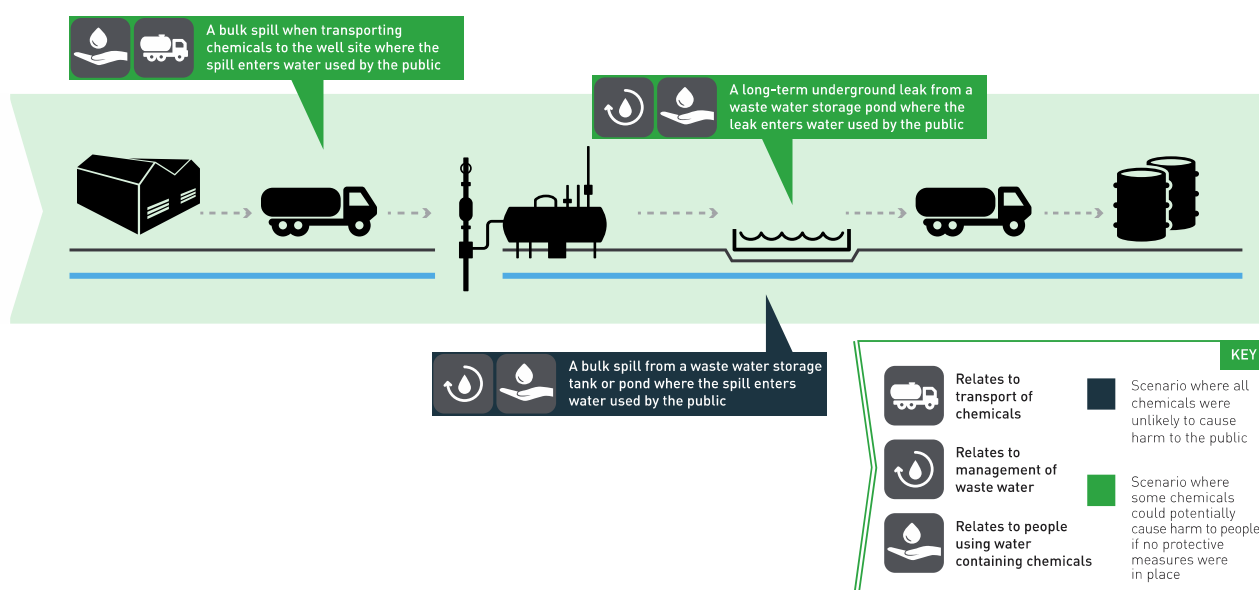 A bulk spill when transporting
chemicals to the well site where the
spill enters water used by the public
A long-term underground leak from a
waste water storage pond where the
leak enters water used by the public
A bulk spill from a waste water storage
tank or pond where the spill enters
water used by the public
KEY
Relates to
transport of
chemicals
Relates to
management of
waste water
Relates to people
using water
containing chemicals
Scenario where all
chemicals were
unlikely to cause
harm to the public
Scenario where
some chemicals
could potentially
cause harm to people
if no protective
measures were
in place